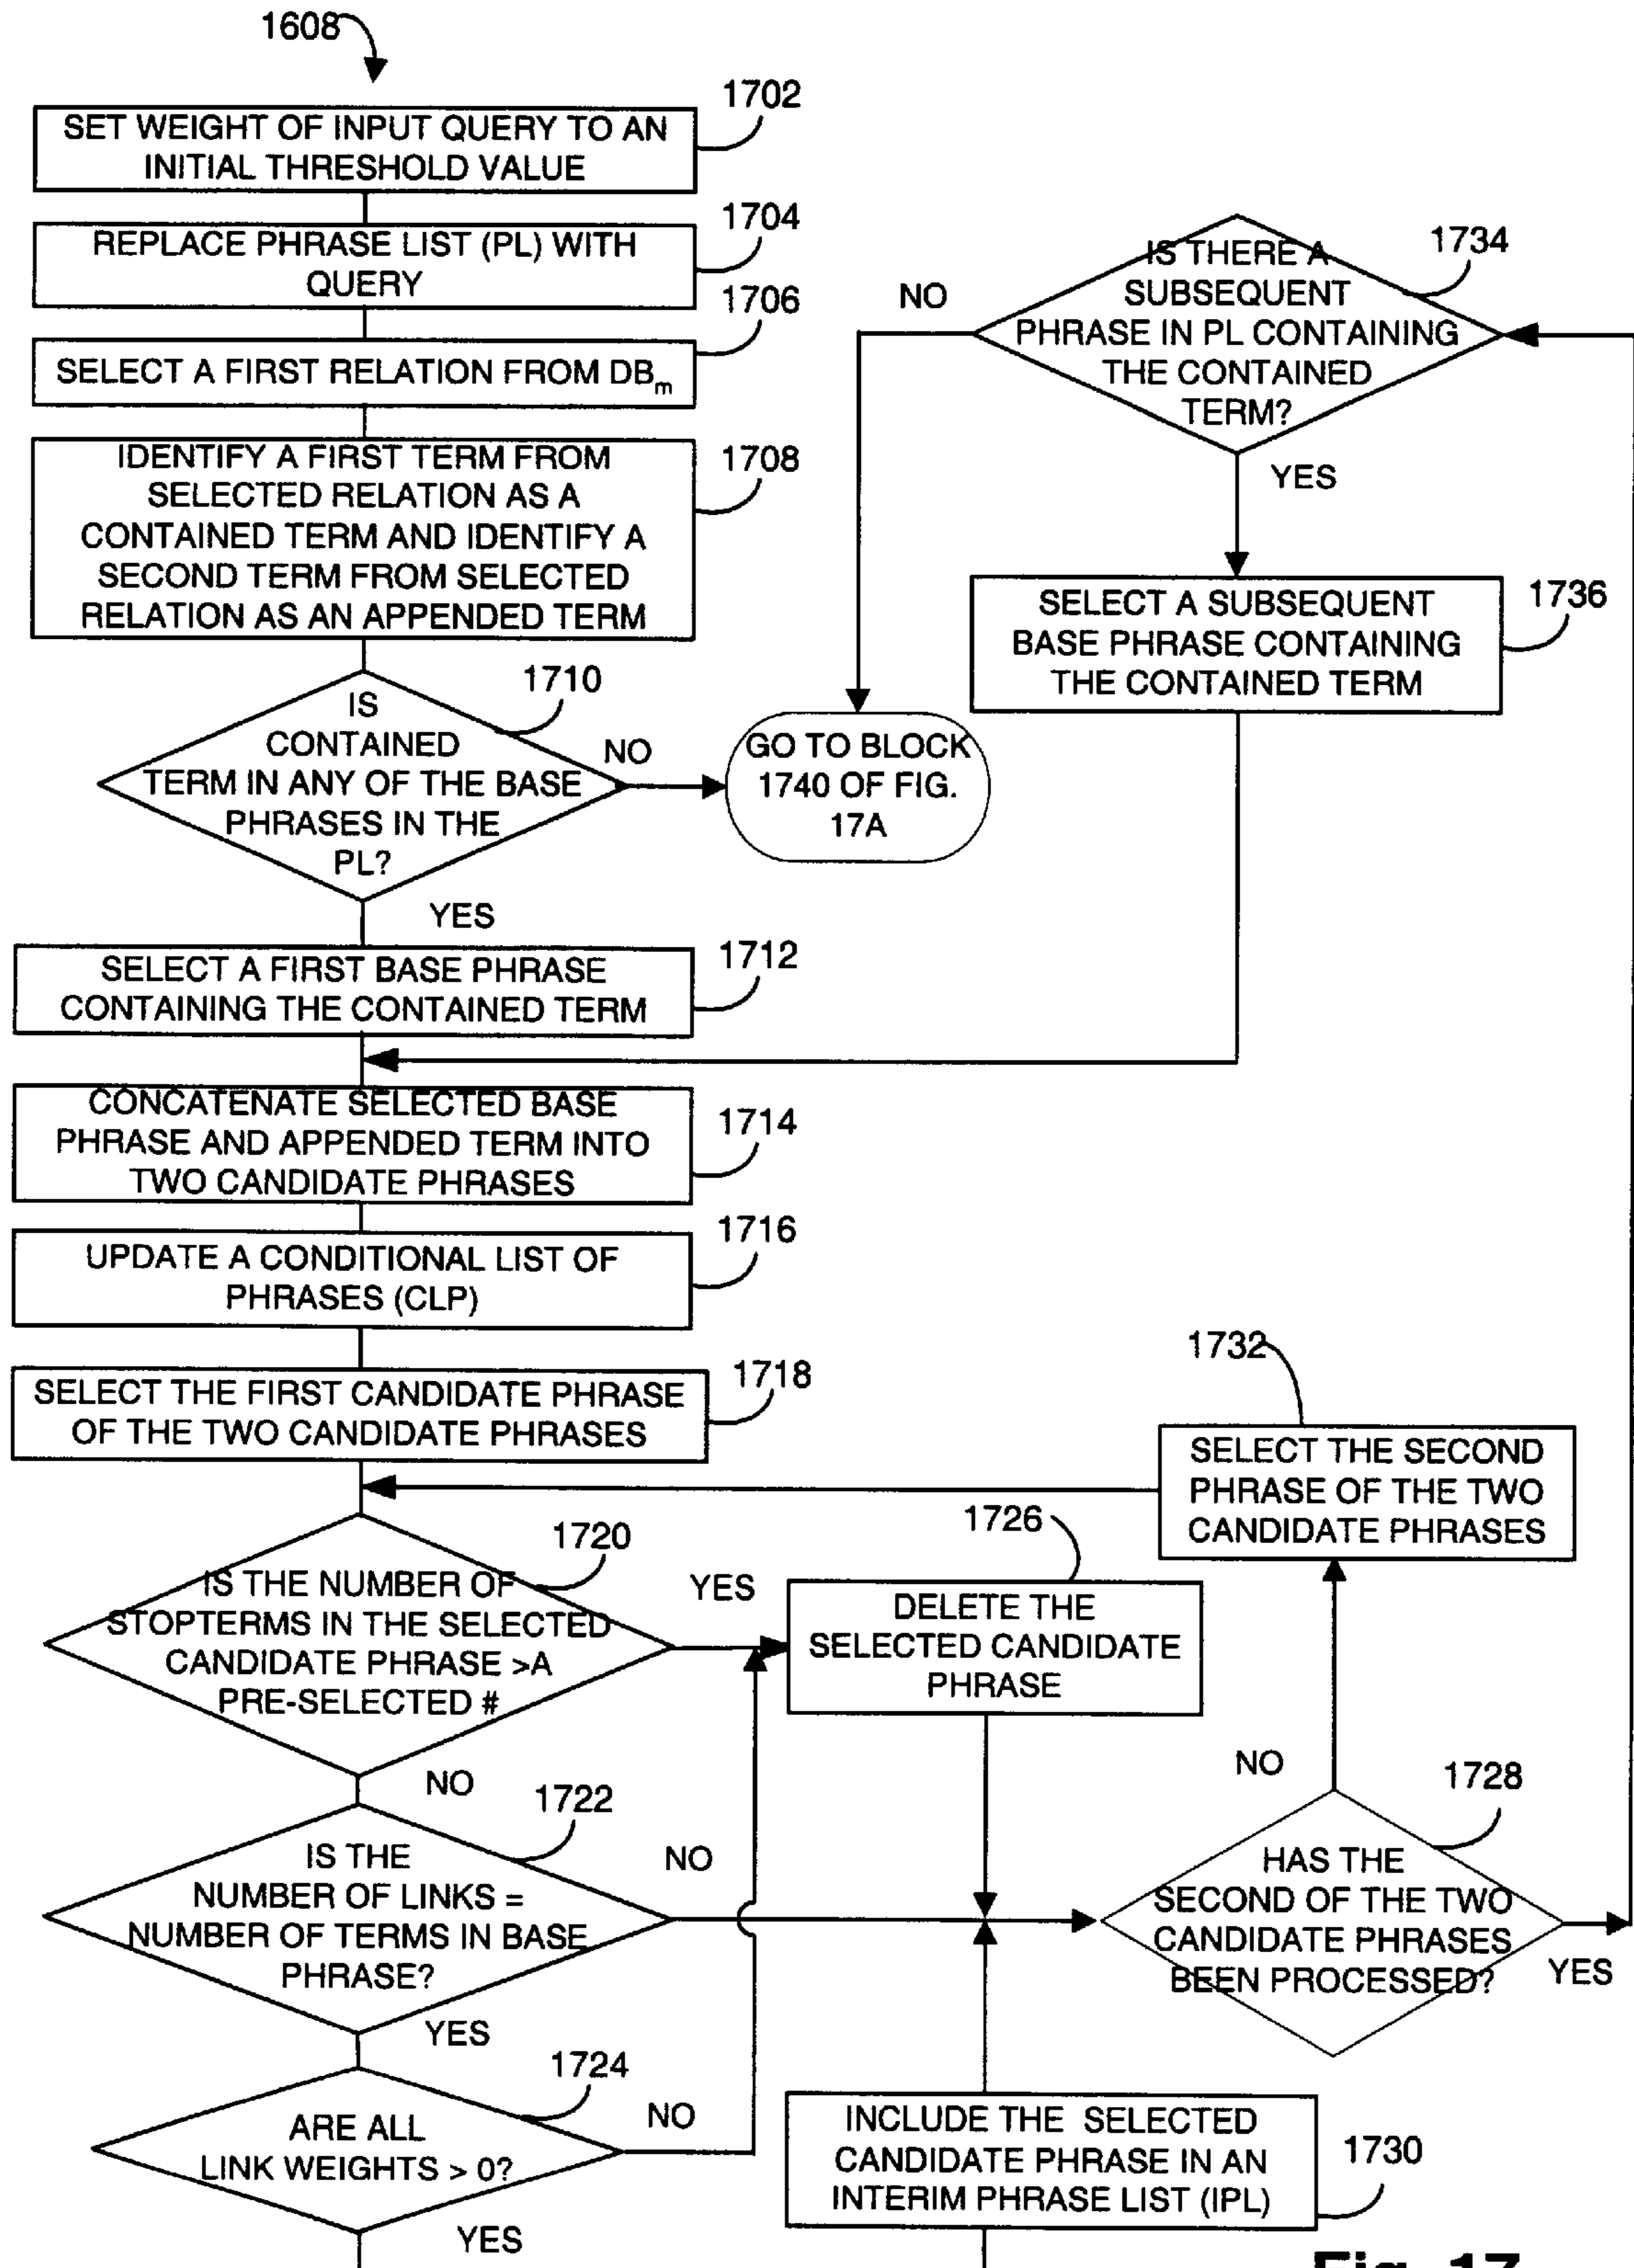 1608
1702
SET WEIGHT OF INPUT QUERY TO AN
INITIAL THRESHOLD VALUE
1704
REPLACE PHRASE LIST (PL) WITH
QUERY
1706
SELECT A FIRST RELATION FROM DBm
1708
IDENTIFY A FIRST TERM FROM
SELECTED RELATION AS A
CONTAINED TERM AND IDENTIFY A
SECOND TERM FROM SELECTED
RELATION AS AN APPENDED TERM
1710
IS
CONTAINED
TERM IN ANY OF THE BASE
PHRASES IN THE
PL?
NO
GO TO BLOCK
1740 OF FIG.
17A
YES
1712
SELECT A FIRST BASE PHRASE
CONTAINING THE CONTAINED TERM
1714
CONCATENATE SELECTED BASE
PHRASE AND APPENDED TERM INTO
TWO CANDIDATE PHRASES
1716
UPDATE A CONDITIONAL LIST OF
PHRASES (CLP)
1718
SELECT THE FIRST CANDIDATE PHRASE
OF THE TWO CANDIDATE PHRASES
1720
IS THE NUMBER OF
STOPTERMS IN THE SELECTED
CANDIDATE PHRASE >A
PRE-SELECTED #
YES
NO
1722
IS THE
NUMBER OF LINKS =
NUMBER OF TERMS IN BASE
PHRASE?
NO
YES
1724
ARE ALL
LINK WEIGHTS > 0?
NO
YES
1726
DELETE THE
SELECTED CANDIDATE
PHRASE
1728
HAS THE
SECOND OF THE TWO
CANDIDATE PHRASES
BEEN PROCESSED?
NO
YES
1730
INCLUDE THE SELECTED
CANDIDATE PHRASE IN AN
INTERIM PHRASE LIST (IPL)
1732
SELECT THE SECOND
PHRASE OF THE TWO
CANDIDATE PHRASES
1734
IS THERE A
SUBSEQUENT
PHRASE IN PL CONTAINING
THE CONTAINED
TERM?
NO
YES
1736
SELECT A SUBSEQUENT
BASE PHRASE CONTAINING
THE CONTAINED TERM
Fig. 17